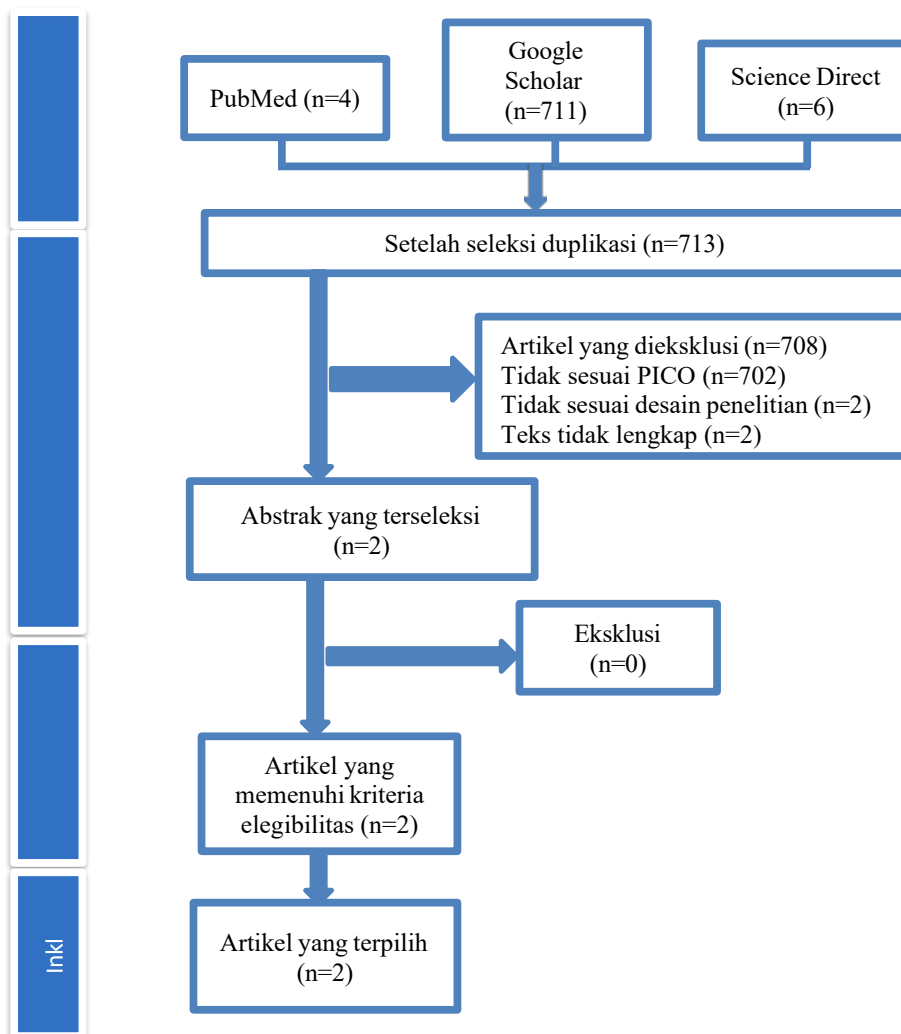 PubMed (n=4)
Google
Scholar
(n=711)
Science Direct
(n=6)
Setelah seleksi duplikasi (n=713)
Artikel yang dieksklusi (n=708)
Tidak sesuai PICO (n=702)
Tidak sesuai desain penelitian (n=2)
Teks tidak lengkap (n=2)
Abstrak yang terseleksi
(n=2)
Eksklusi
(n=0)
Artikel yang
memenuhi kriteria
elegibilitas (n=2)
Artikel yang terpilih
(n=2)
Inkl